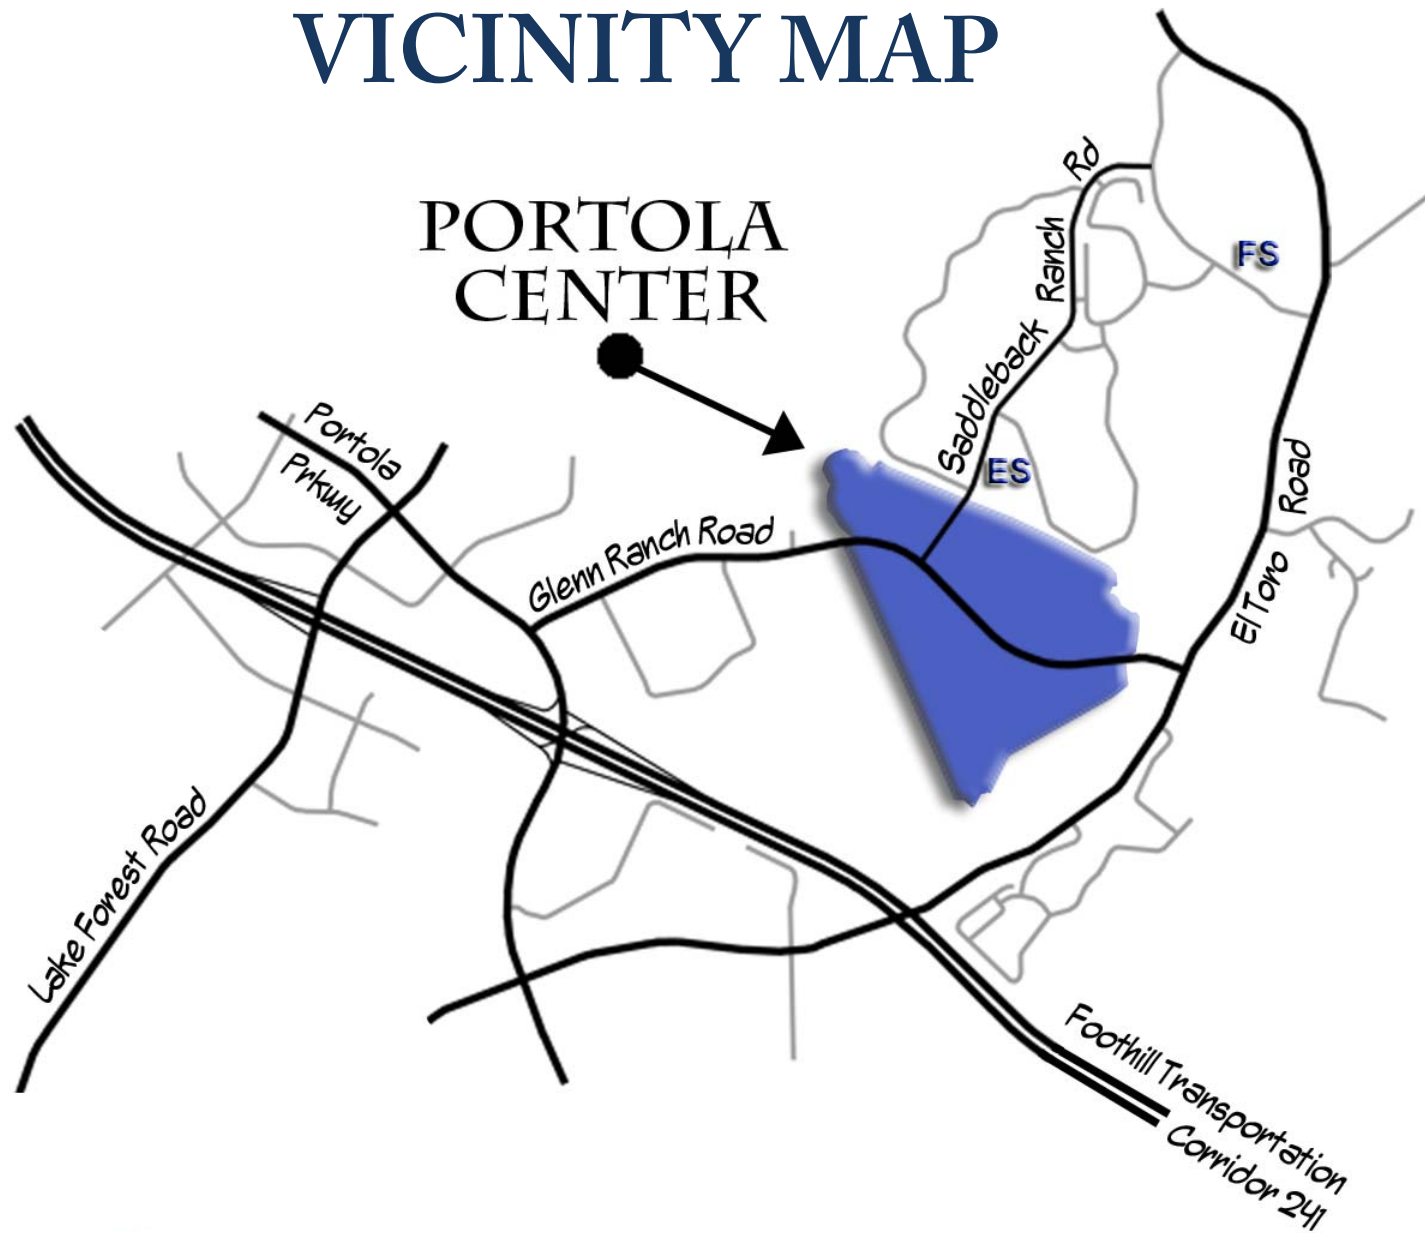 VICINITY MAP
PORTOLA
CENTER
Saddleback Ranch Rd
FS
ES
Portola
Prkwy
Glenn Ranch Road
El Toro Road
Lake Forest Road
Foothill Transportation
Corridor 241